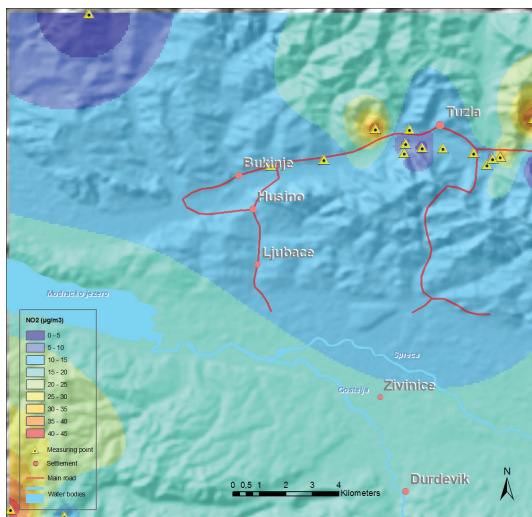 Tuzla
Bukinje
Husino
Ljubace
Modracko jezero
Spreca
Gostelja
Zivinice
Durdevik
NO2 (µg/m3)
0 - 5
5 - 10
10 - 15
15 - 20
20 - 25
25 - 30
30 - 35
35 - 40
40 - 45
Measuring point
Settlement
Main road
Water bodies
0 0,5 1 2 3 4
Kilometers
N